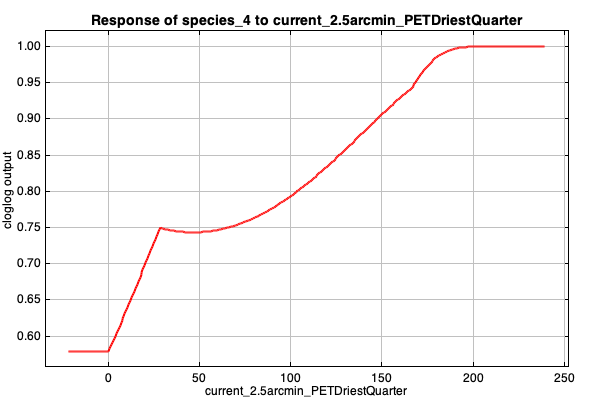 Response of species_4 to current_2.5arcmin_PETDriestQuarter
cloglog output
1.00
0.95
0.90
0.85
0.80
0.75
0.70
0.65
0.60
0 50 100 150 200 250
current_2.5arcmin_PETDriestQuarter